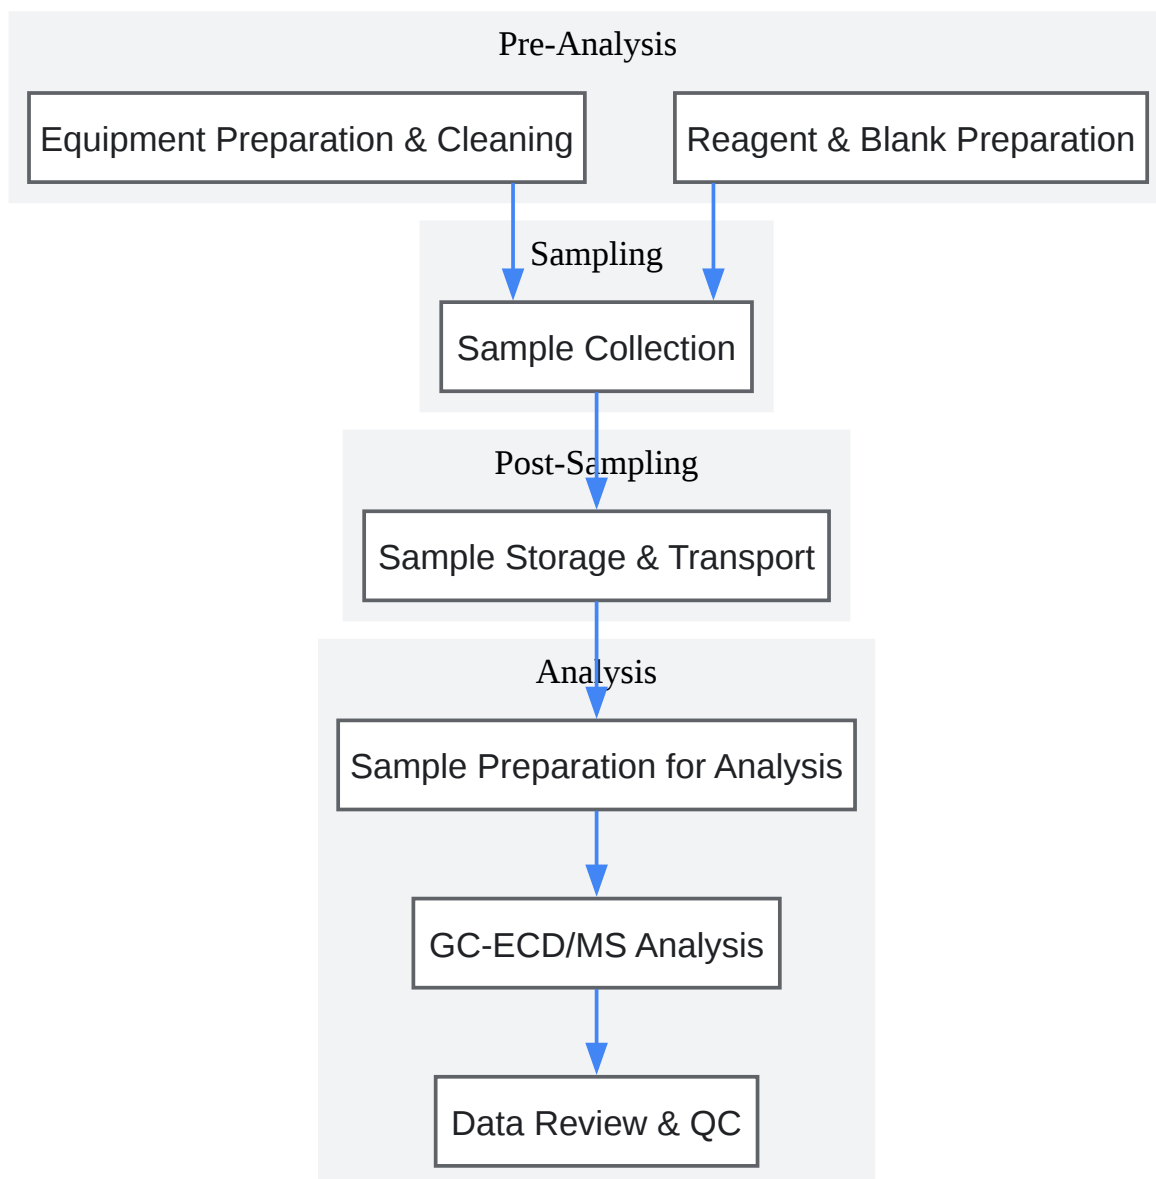 Pre-Analysis
Equipment Preparation & Cleaning
Reagent & Blank Preparation
Sampling
Sample Collection
Post-Sampling
Sample Storage & Transport
Analysis
Sample Preparation for Analysis
GC-ECD/MS Analysis
Data Review & QC